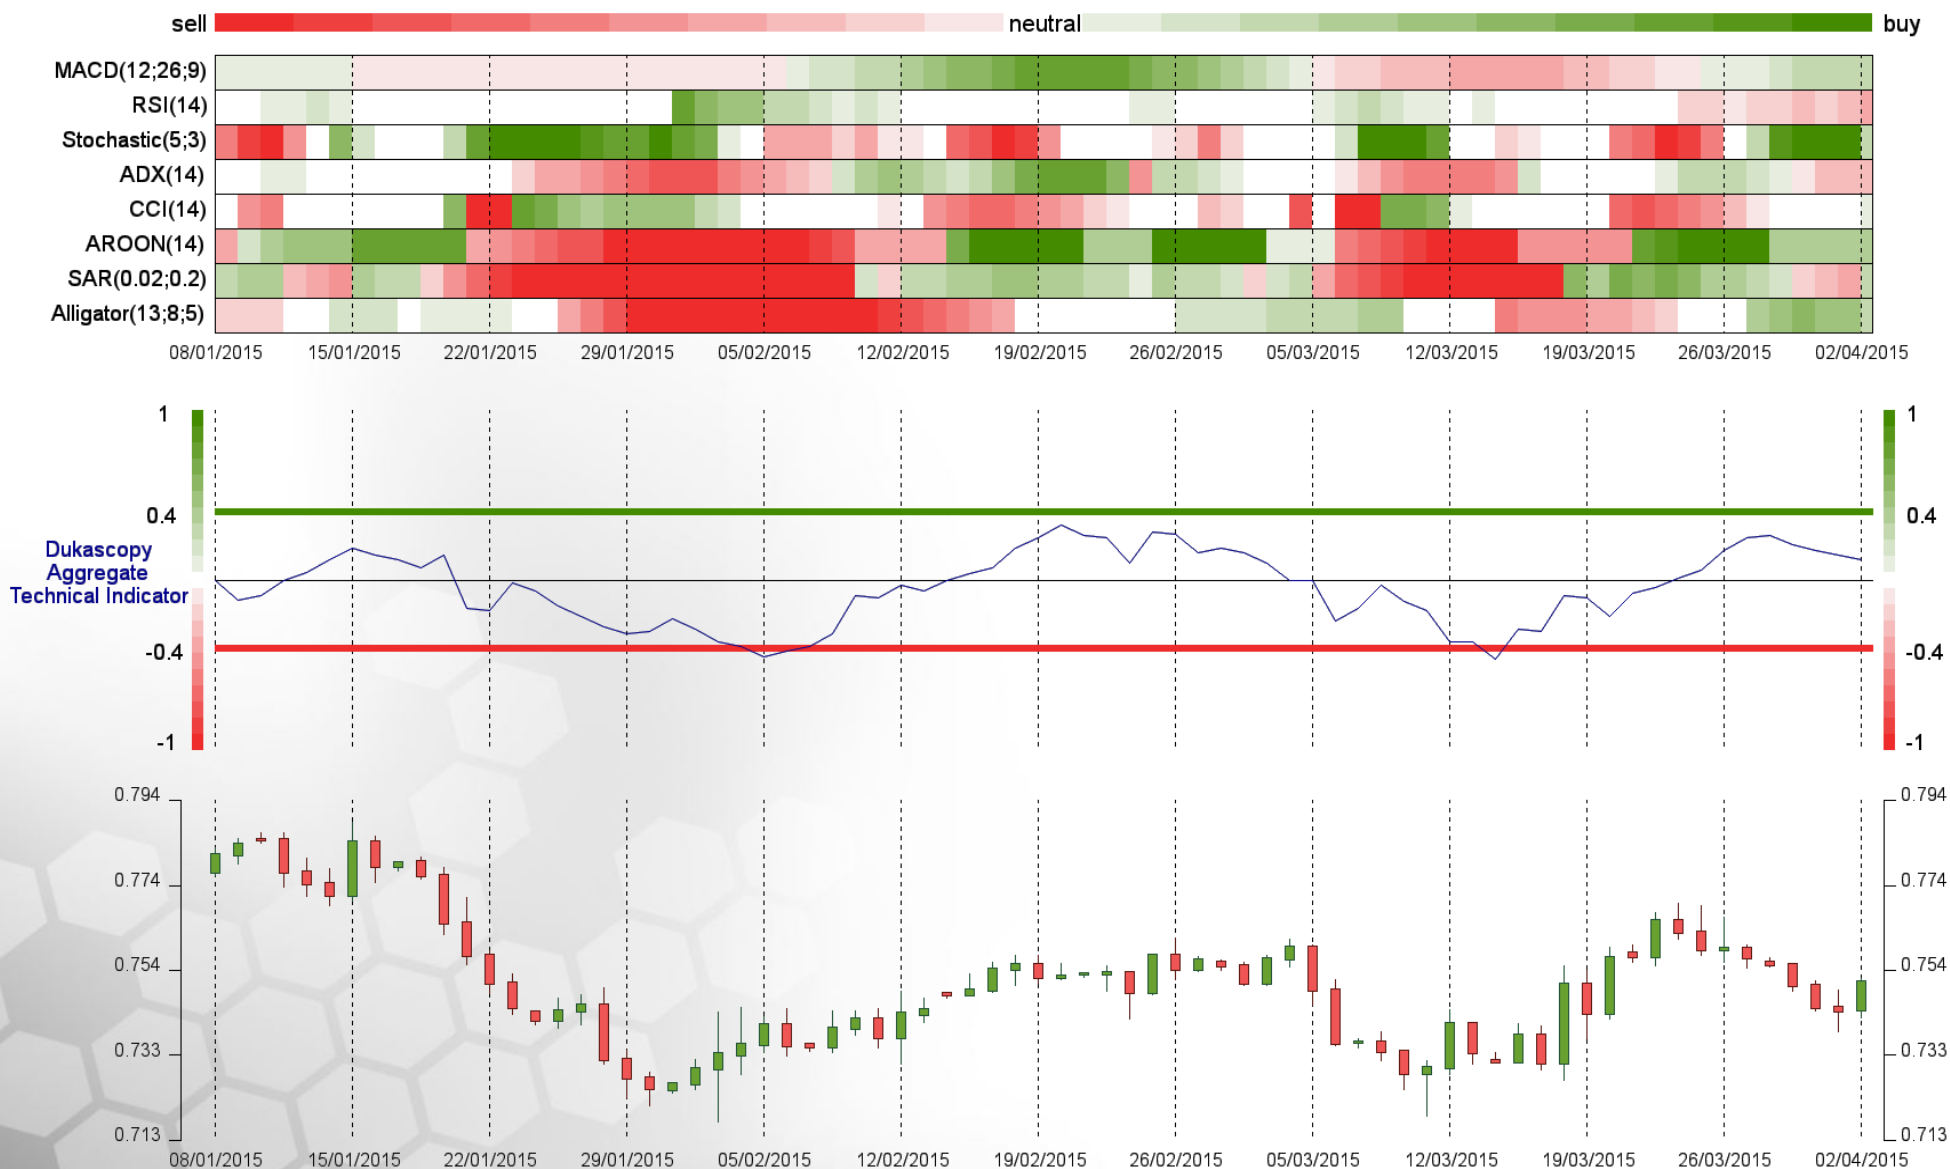 sell neutral buy
MACD(12;26;9)
RSI(14)
Stochastic(5;3)
ADX(14)
CCI(14)
AROON(14)
SAR(0.02;0.2)
Alligator(13;8;5)
08/01/2015 15/01/2015 22/01/2015 29/01/2015 05/02/2015 12/02/2015 19/02/2015 26/02/2015 05/03/2015 12/03/2015 19/03/2015 26/03/2015 02/04/2015
1 1
0.4 0.4
Dukascopy
Aggregate
Technical Indicator
-0.4 -0.4
-1 -1
0.794 0.794
0.774 0.774
0.754 0.754
0.733 0.733
0.713 0.713
08/01/2015 15/01/2015 22/01/2015 29/01/2015 05/02/2015 12/02/2015 19/02/2015 26/02/2015 05/03/2015 12/03/2015 19/03/2015 26/03/2015 02/04/2015